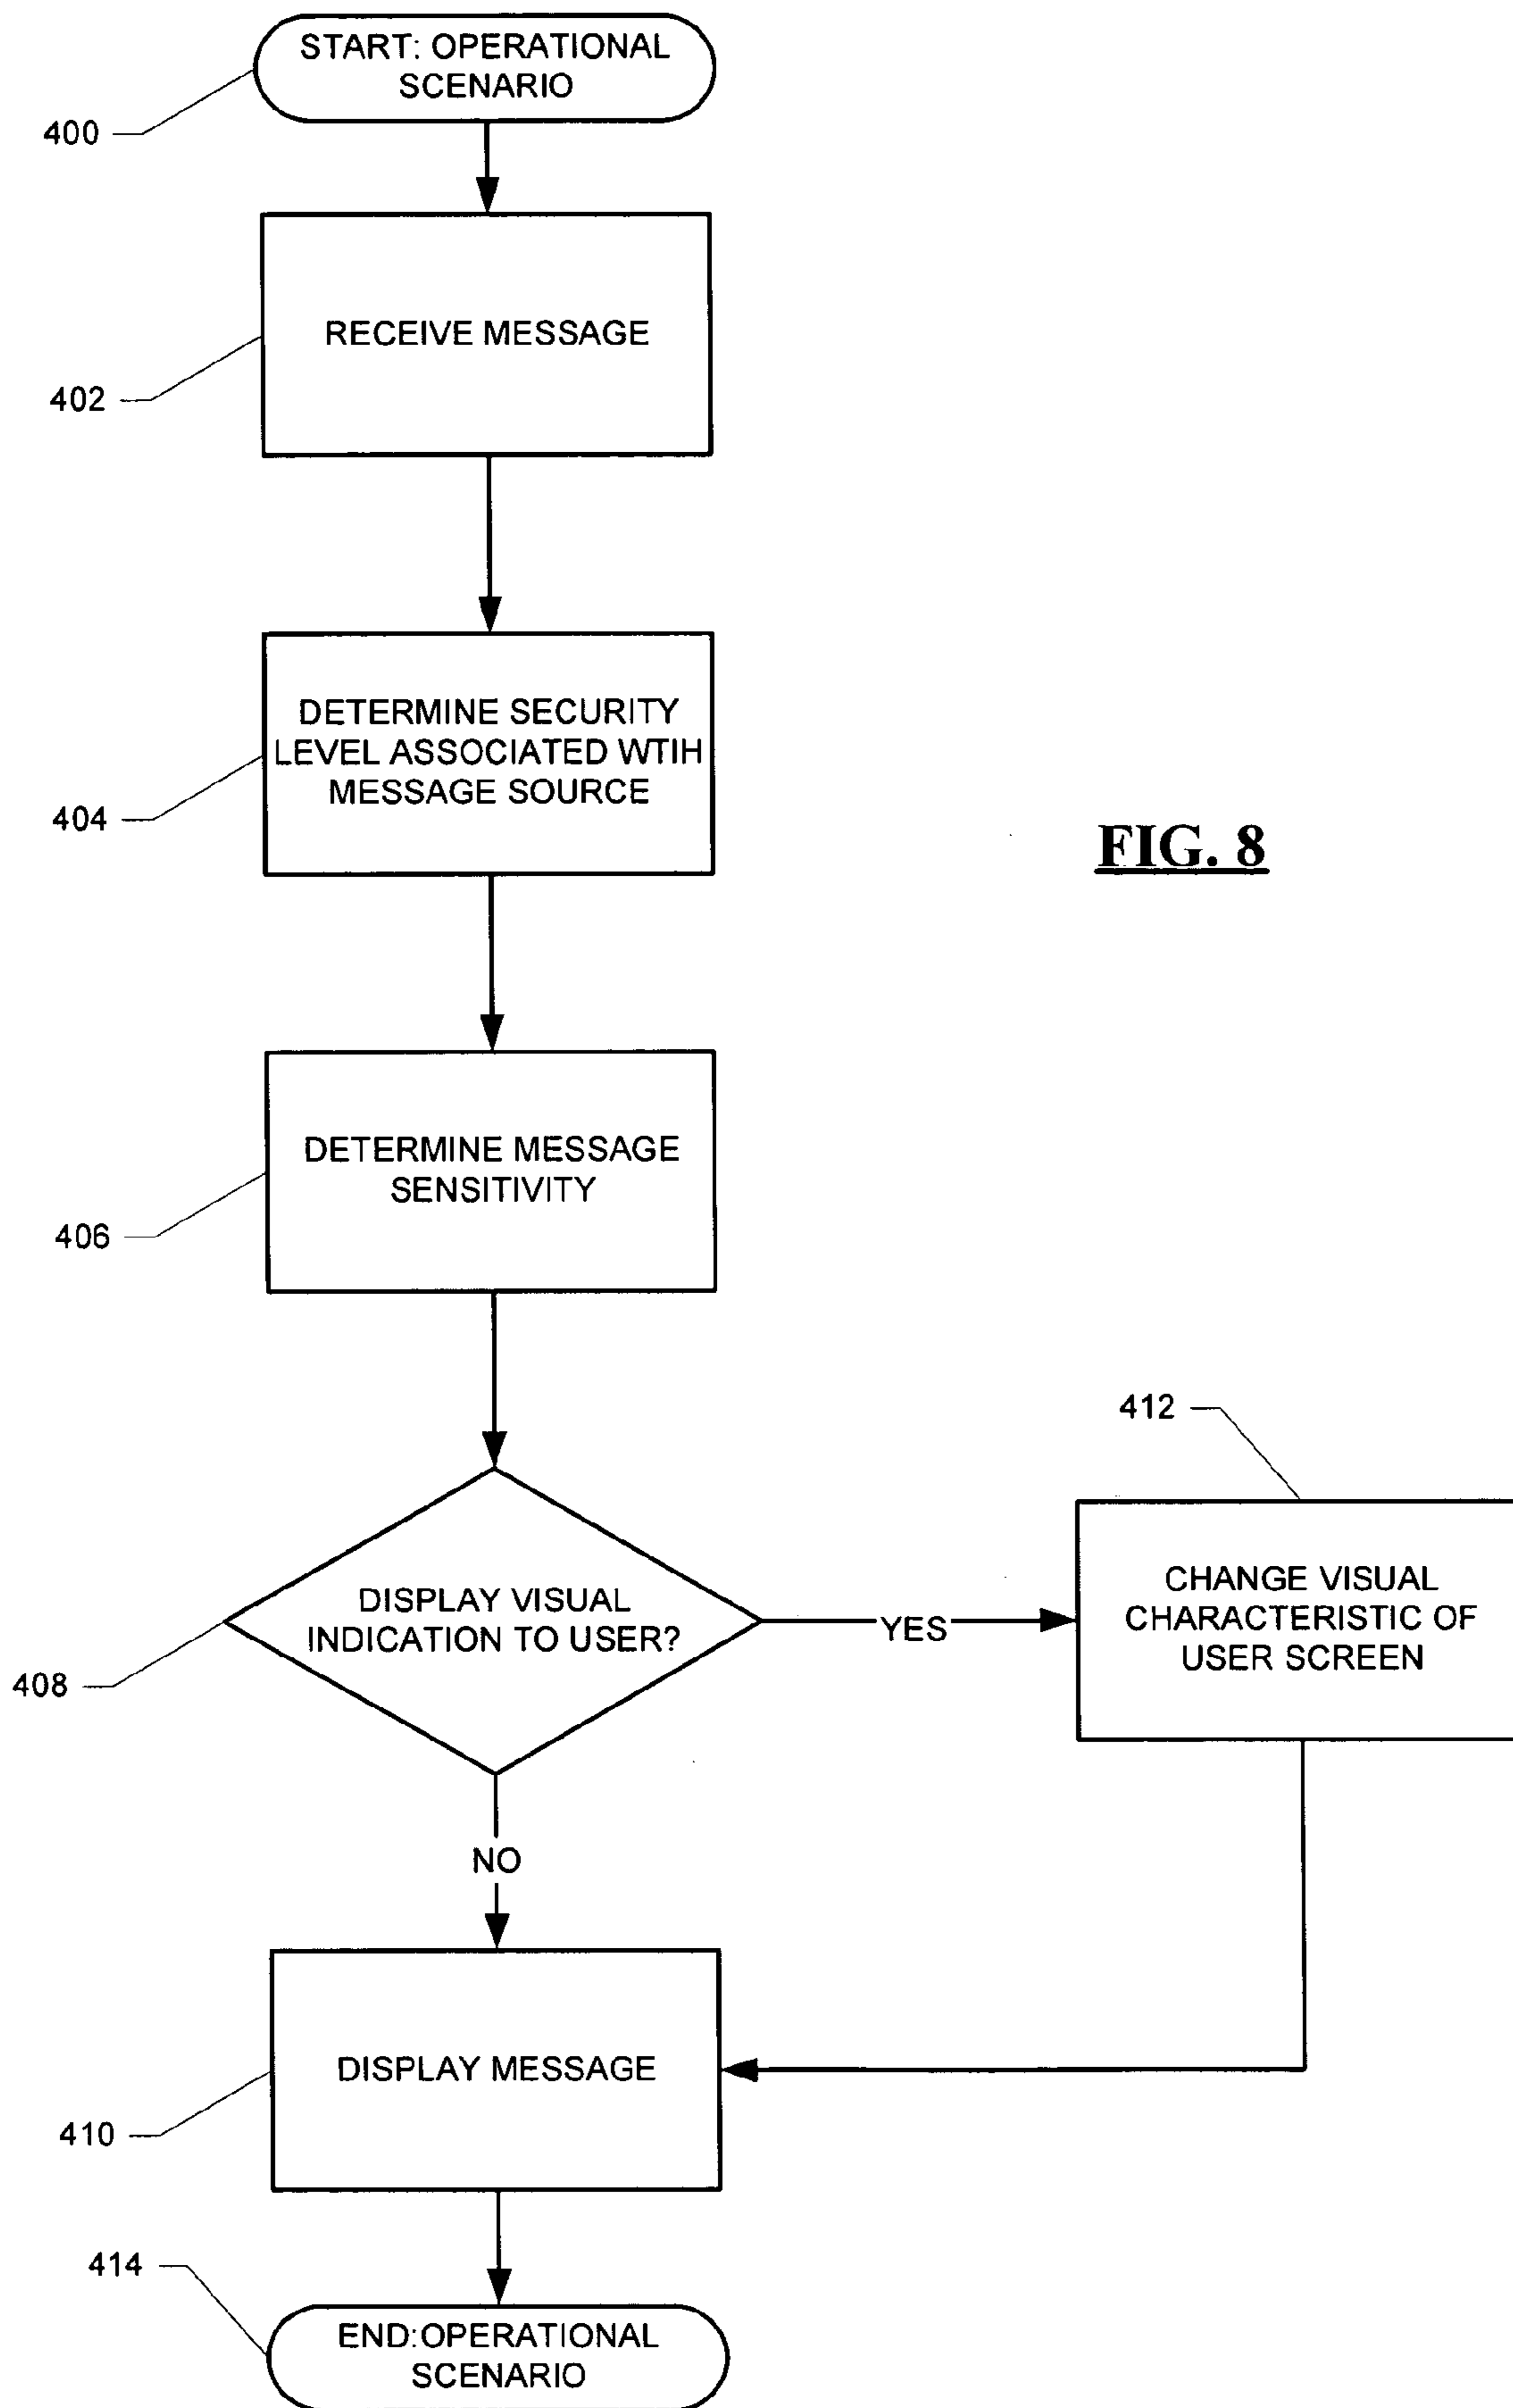 START: OPERATIONAL
SCENARIO
400
RECEIVE MESSAGE
402
DETERMINE SECURITY
LEVEL ASSOCIATED WTIH
MESSAGE SOURCE
404
FIG. 8
DETERMINE MESSAGE
SENSITIVITY
406
412
DISPLAY VISUAL
INDICATION TO USER?
408
YES
CHANGE VISUAL
CHARACTERISTIC OF
USER SCREEN
NO
DISPLAY MESSAGE
410
414
END:OPERATIONAL
SCENARIO